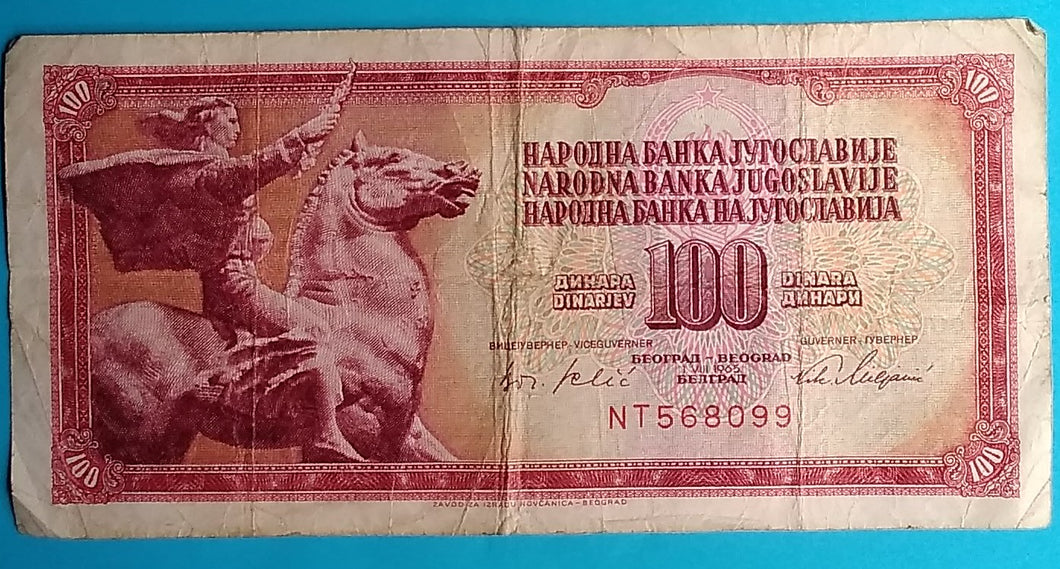 100
100
НАРОДНА БАНКА ЈУГОСЛАВИЈЕ
NARODNA BANKA JUGOSLAVIJE
НАРОДНА БАНКА НА ЈУГОСЛАВИЈА
ДИНАРА 100 DINARA
DINARJEV ДИНАРИ
ВИЦЕГУВЕРНЕР - VICEGUVERNER GUVERNER - ГУВЕРНЕР
БЕОГРАД - BEOGRAD
1. VIII 1965.
БЕЛГРАД
NT568099
100
100
ZAVOD ZA IZRADU NOVČANICA - BEOGRAD